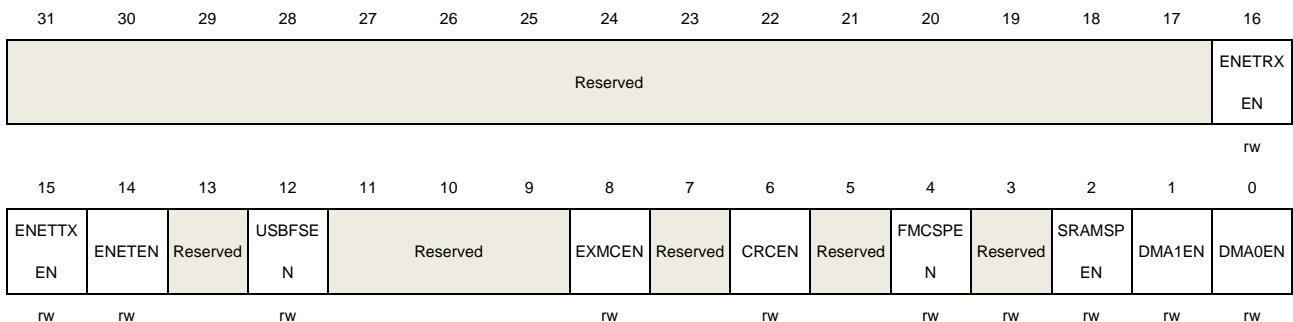 31 30 29 28 27 26 25 24 23 22 21 20 19 18 17 16
Reserved ENETRX
EN
rw
15 14 13 12 11 10 9 8 7 6 5 4 3 2 1 0
ENETTX ENETEN Reserved USBFSE Reserved EXMCEN Reserved CRCEN Reserved FMCSPE Reserved SRAMSP DMA1EN DMA0EN
EN N N EN
rw rw rw rw rw rw rw rw rw